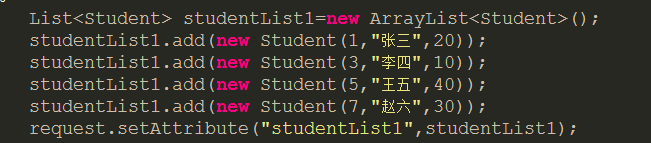 List<Student> studentList1=new ArrayList<Student>();
studentList1.add(new Student(1,"张三",20));
studentList1.add(new Student(3,"李四",10));
studentList1.add(new Student(5,"王五",40));
studentList1.add(new Student(7,"赵六",30));
request.setAttribute("studentList1",studentList1);